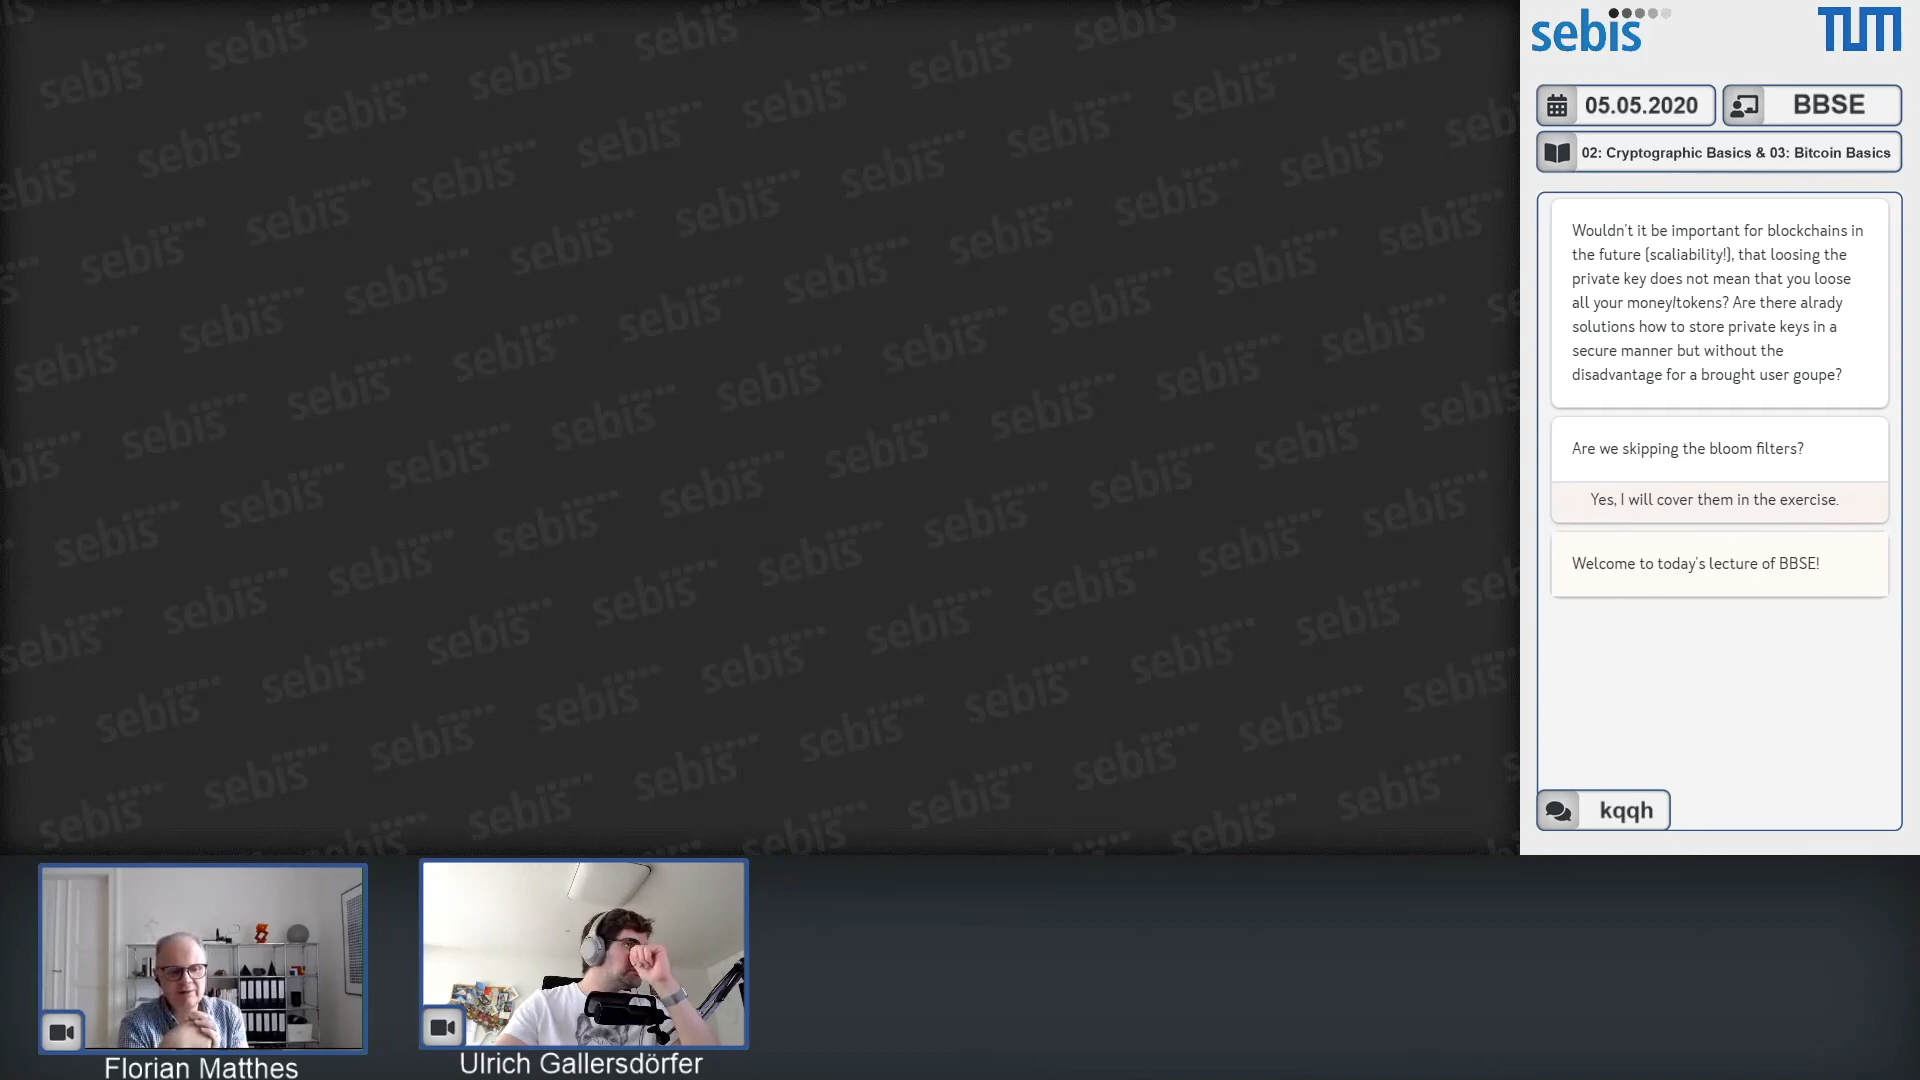 sebis
TUM
05.05.2020
BBSE
02: Cryptographic Basics & 03: Bitcoin Basics
Wouldn't it be important for blockchains in
the future (scaliability!), that loosing the
private key does not mean that you loose
all your money/tokens? Are there alrady
solutions how to store private keys in a
secure manner but without the
disadvantage for a brought user goupe?
Are we skipping the bloom filters?
Yes, I will cover them in the exercise.
Welcome to today's lecture of BBSE!
kqqh
Florian Matthes
Ulrich Gallersdörfer